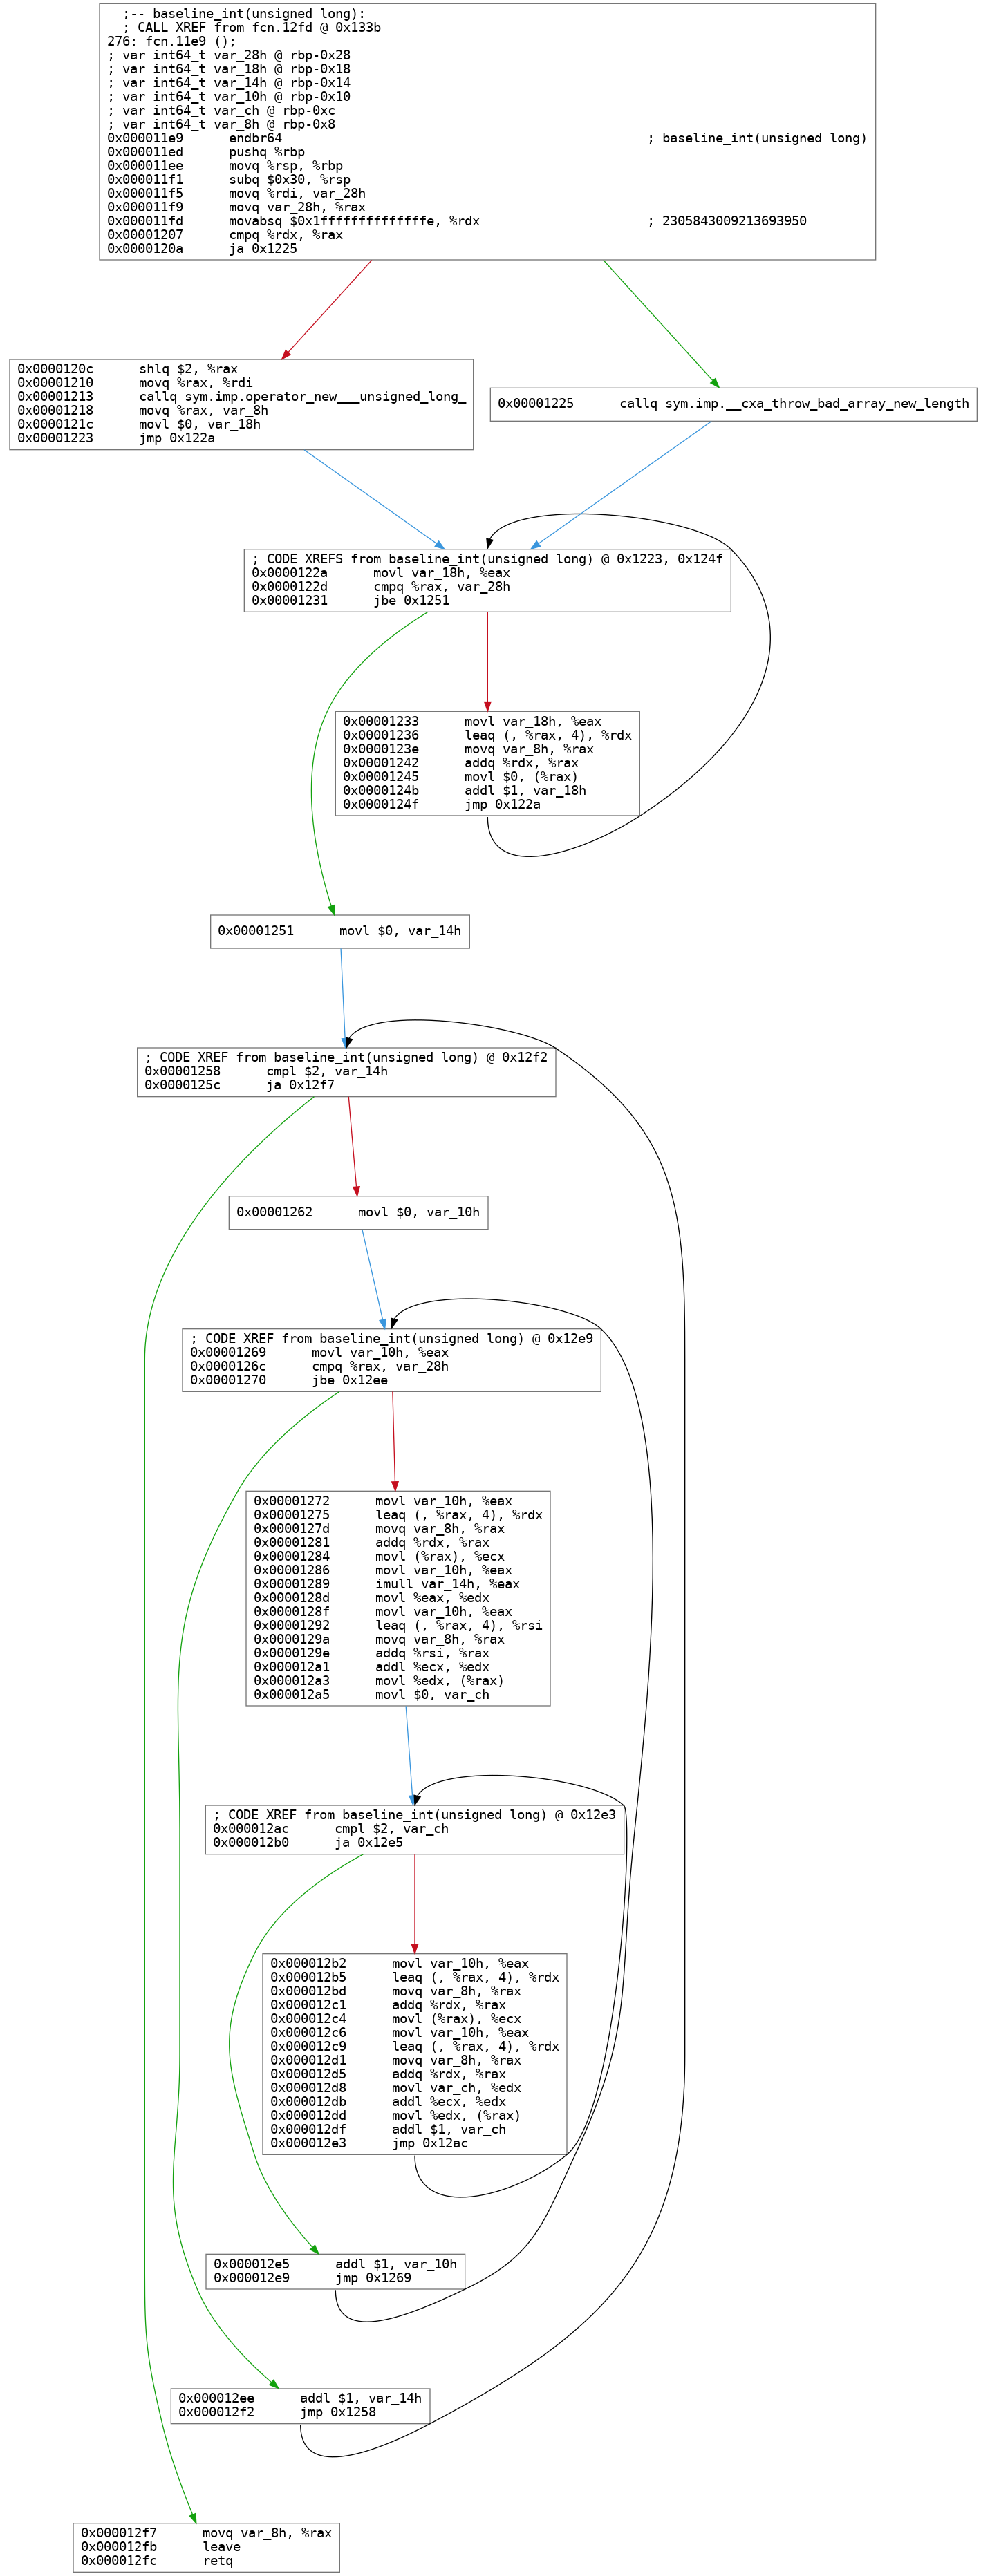 ;-- baseline_int(unsigned long):
; CALL XREF from fcn.12fd @ 0x133b
276: fcn.11e9 ();
; var int64_t var_28h @ rbp-0x28
; var int64_t var_18h @ rbp-0x18
; var int64_t var_14h @ rbp-0x14
; var int64_t var_10h @ rbp-0x10
; var int64_t var_ch @ rbp-0xc
; var int64_t var_8h @ rbp-0x8
0x000011e9      endbr64                                                ; baseline_int(unsigned long)
0x000011ed      pushq %rbp
0x000011ee      movq %rsp, %rbp
0x000011f1      subq $0x30, %rsp
0x000011f5      movq %rdi, var_28h
0x000011f9      movq var_28h, %rax
0x000011fd      movabsq $0x1ffffffffffffffe, %rdx                      ; 2305843009213693950
0x00001207      cmpq %rdx, %rax
0x0000120a      ja 0x1225
0x0000120c      shlq $2, %rax
0x00001210      movq %rax, %rdi
0x00001213      callq sym.imp.operator_new___unsigned_long_
0x00001218      movq %rax, var_8h
0x0000121c      movl $0, var_18h
0x00001223      jmp 0x122a
0x00001225      callq sym.imp.__cxa_throw_bad_array_new_length
; CODE XREFS from baseline_int(unsigned long) @ 0x1223, 0x124f
0x0000122a      movl var_18h, %eax
0x0000122d      cmpq %rax, var_28h
0x00001231      jbe 0x1251
0x00001233      movl var_18h, %eax
0x00001236      leaq (, %rax, 4), %rdx
0x0000123e      movq var_8h, %rax
0x00001242      addq %rdx, %rax
0x00001245      movl $0, (%rax)
0x0000124b      addl $1, var_18h
0x0000124f      jmp 0x122a
0x00001251      movl $0, var_14h
; CODE XREF from baseline_int(unsigned long) @ 0x12f2
0x00001258      cmpl $2, var_14h
0x0000125c      ja 0x12f7
0x00001262      movl $0, var_10h
; CODE XREF from baseline_int(unsigned long) @ 0x12e9
0x00001269      movl var_10h, %eax
0x0000126c      cmpq %rax, var_28h
0x00001270      jbe 0x12ee
0x00001272      movl var_10h, %eax
0x00001275      leaq (, %rax, 4), %rdx
0x0000127d      movq var_8h, %rax
0x00001281      addq %rdx, %rax
0x00001284      movl (%rax), %ecx
0x00001286      movl var_10h, %eax
0x00001289      imull var_14h, %eax
0x0000128d      movl %eax, %edx
0x0000128f      movl var_10h, %eax
0x00001292      leaq (, %rax, 4), %rsi
0x0000129a      movq var_8h, %rax
0x0000129e      addq %rsi, %rax
0x000012a1      addl %ecx, %edx
0x000012a3      movl %edx, (%rax)
0x000012a5      movl $0, var_ch
; CODE XREF from baseline_int(unsigned long) @ 0x12e3
0x000012ac      cmpl $2, var_ch
0x000012b0      ja 0x12e5
0x000012b2      movl var_10h, %eax
0x000012b5      leaq (, %rax, 4), %rdx
0x000012bd      movq var_8h, %rax
0x000012c1      addq %rdx, %rax
0x000012c4      movl (%rax), %ecx
0x000012c6      movl var_10h, %eax
0x000012c9      leaq (, %rax, 4), %rdx
0x000012d1      movq var_8h, %rax
0x000012d5      addq %rdx, %rax
0x000012d8      movl var_ch, %edx
0x000012db      addl %ecx, %edx
0x000012dd      movl %edx, (%rax)
0x000012df      addl $1, var_ch
0x000012e3      jmp 0x12ac
0x000012e5      addl $1, var_10h
0x000012e9      jmp 0x1269
0x000012ee      addl $1, var_14h
0x000012f2      jmp 0x1258
0x000012f7      movq var_8h, %rax
0x000012fb      leave
0x000012fc      retq